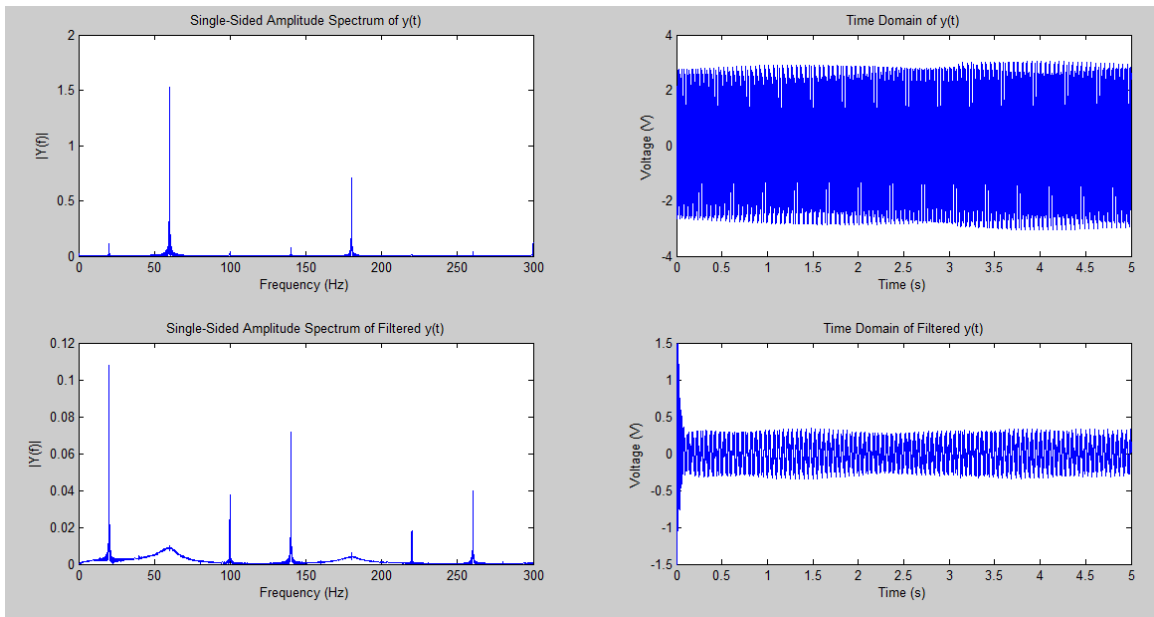 Single-Sided Amplitude Spectrum of y(t)
2
1.5
1
0.5
0
|Y(f)|
0 50 100 150 200 250 300
Frequency (Hz)
Time Domain of y(t)
4
2
0
-2
-4
Voltage (V)
0 0.5 1 1.5 2 2.5 3 3.5 4 4.5 5
Time (s)
Single-Sided Amplitude Spectrum of Filtered y(t)
0.12
0.1
0.08
0.06
0.04
0.02
0
|Y(f)|
0 50 100 150 200 250 300
Frequency (Hz)
Time Domain of Filtered y(t)
1.5
1
0.5
0
-0.5
-1
-1.5
Voltage (V)
0 0.5 1 1.5 2 2.5 3 3.5 4 4.5 5
Time (s)